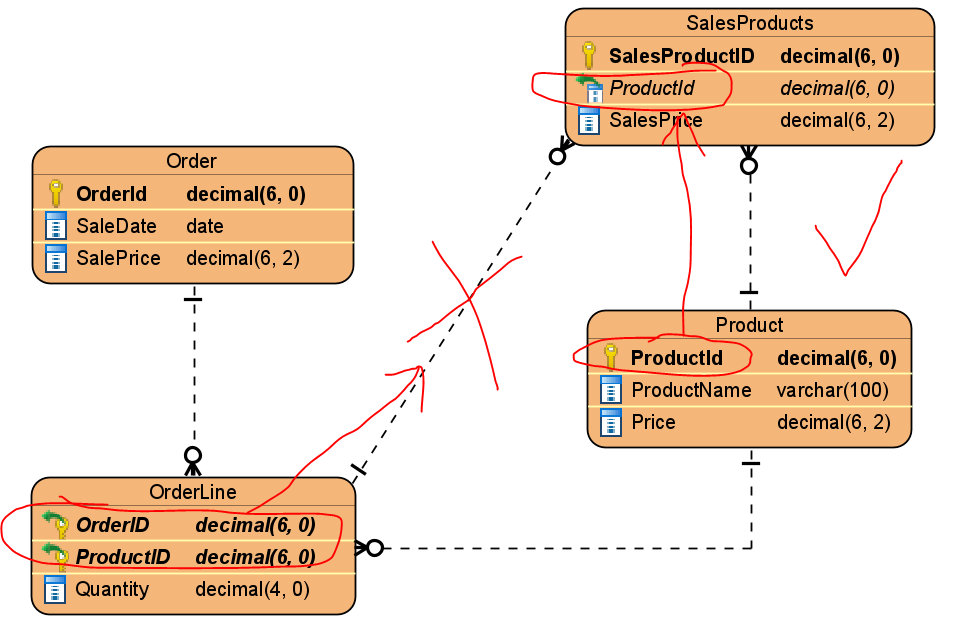 SalesProducts
SalesProductID decimal(6, 0)
ProductId decimal(6, 0)
SalesPrice decimal(6, 2)
Order
OrderId decimal(6, 0)
SaleDate date
SalePrice decimal(6, 2)
Product
ProductId decimal(6, 0)
ProductName varchar(100)
Price decimal(6, 2)
OrderLine
OrderID decimal(6, 0)
ProductID decimal(6, 0)
Quantity decimal(4, 0)